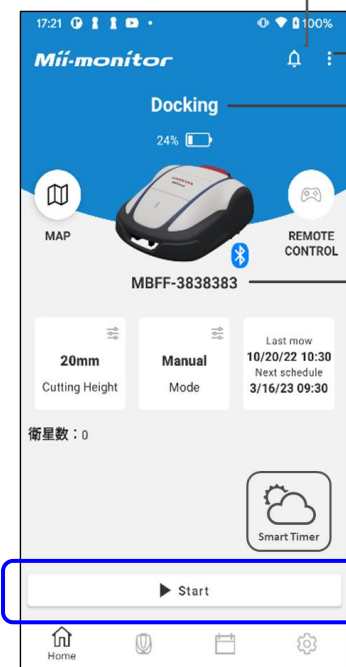 17:21
100%
Mii-monitor
Docking
24%
MAP
REMOTE
CONTROL
MBFF-3838383
20mm
Cutting Height
Manual
Mode
Last mow
10/20/22 10:30
Next schedule
3/16/23 09:30
衛星数：0
Smart Timer
Start
Home